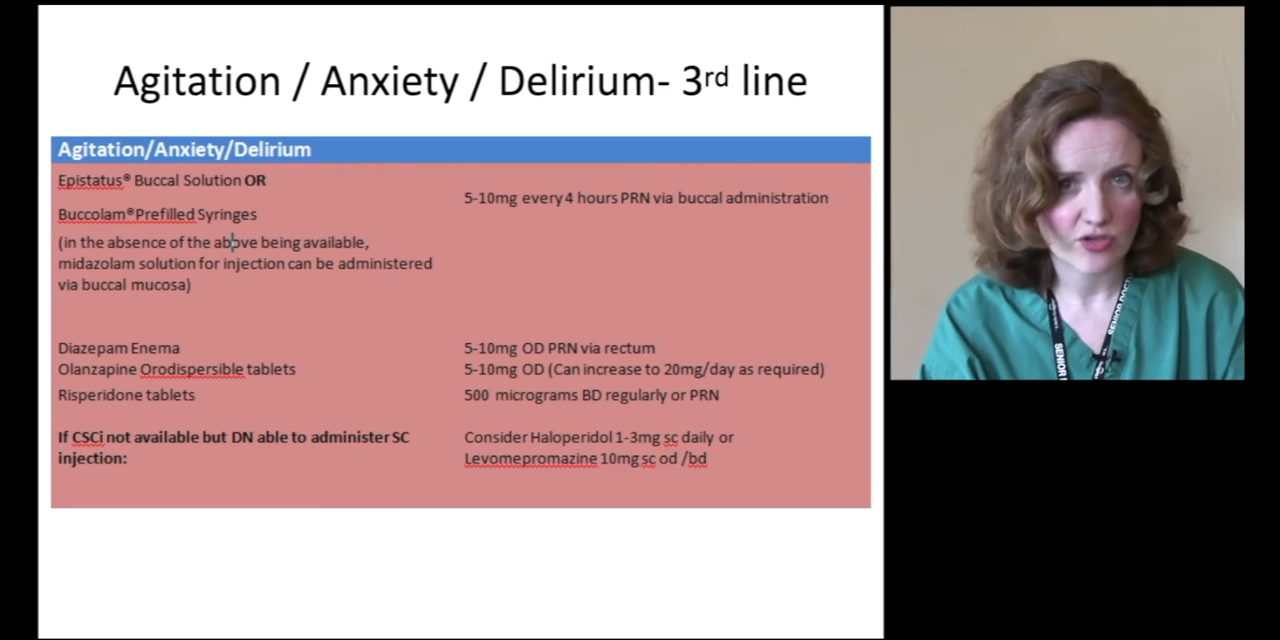 Agitation / Anxiety / Delirium- 3rd line
Agitation/Anxiety/Delirium
Epistatus® Buccal Solution OR
Buccolam® Prefilled Syringes
(in the absence of the above being available,
midazolam solution for injection can be administered
via buccal mucosa)
5-10mg every 4 hours PRN via buccal administration
Diazepam Enema
5-10mg OD PRN via rectum
Olanzapine Orodispersible tablets
5-10mg OD (Can increase to 20mg/day as required)
Risperidone tablets
500 micrograms BD regularly or PRN
If CSCi not available but DN able to administer SC
injection:
Consider Haloperidol 1-3mg sc daily or
Levomepromazine 10mg sc od /bd
SENIOR
SENIOR DOCT